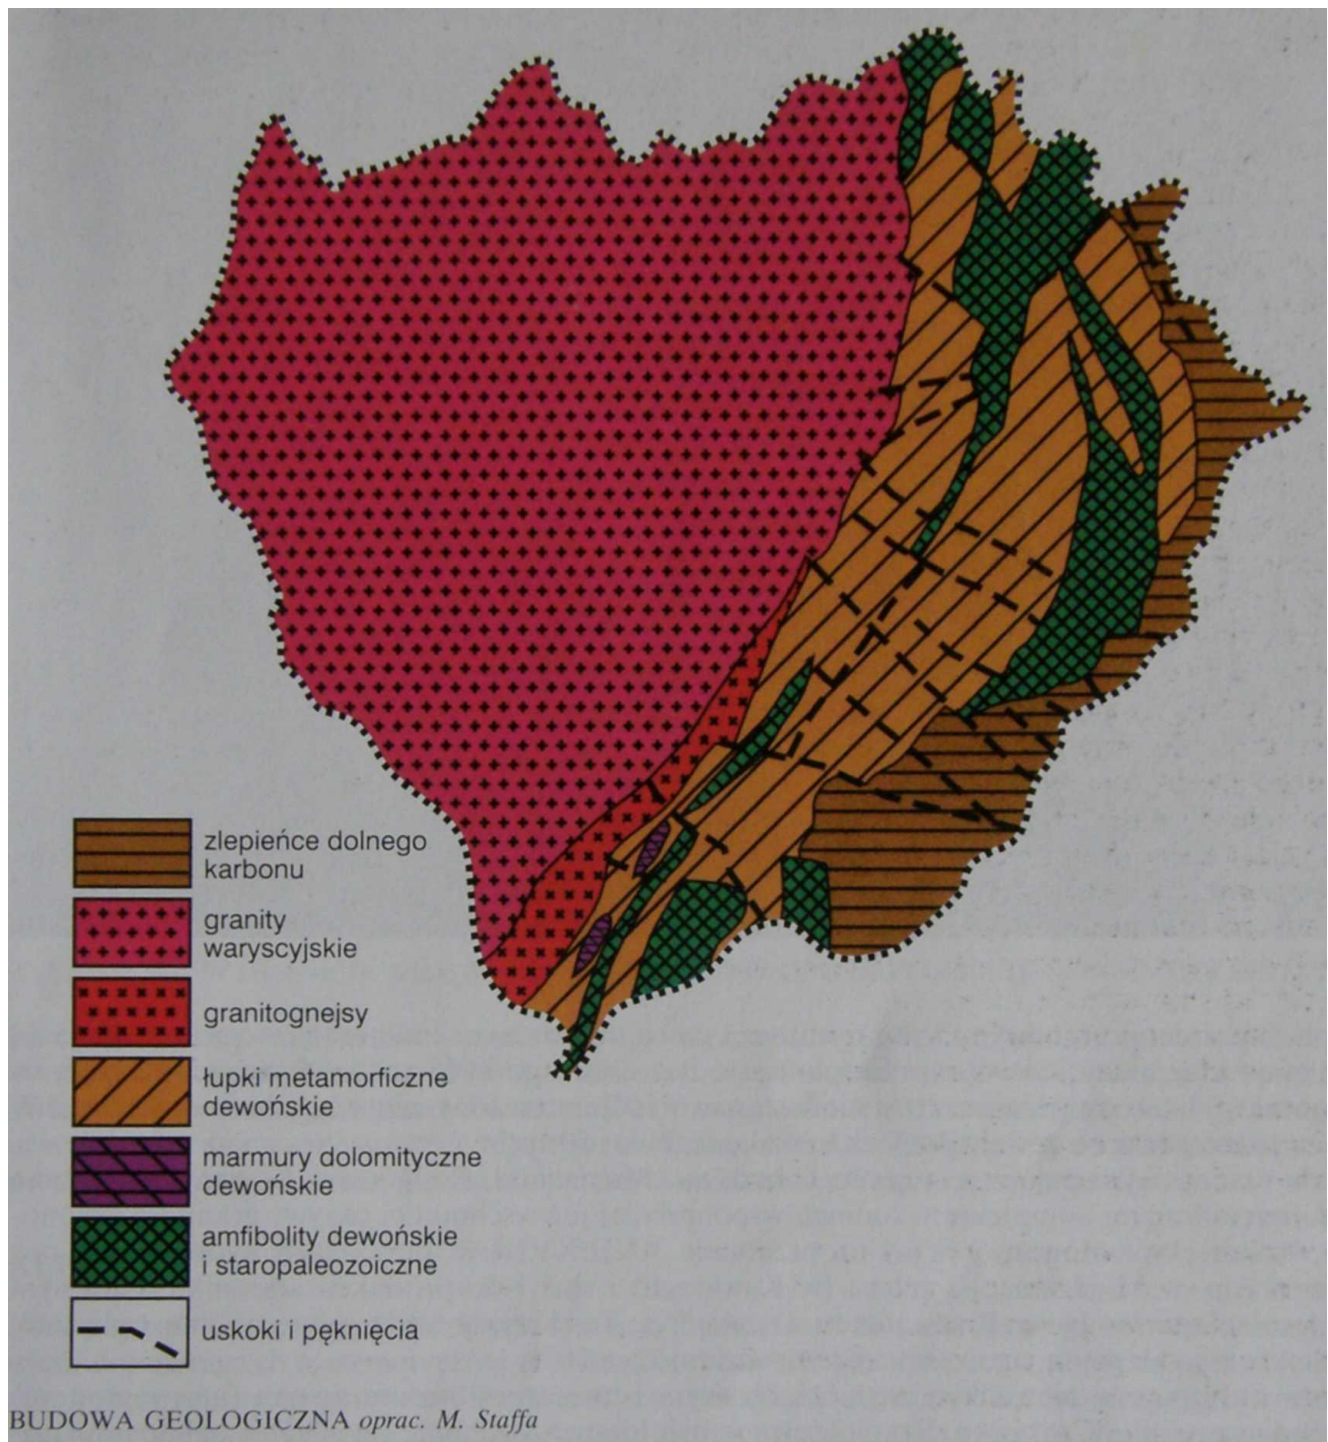 zlepieńce dolnego
karbonu
granity
waryscyjskie
granitognejsy
łupki metamorficzne
dewońskie
marmury dolomityczne
dewońskie
amfibolity dewońskie
i staropaleozoiczne
uskoki i pęknięcia
BUDOWA GEOLOGICZNA oprac. M. Staffa